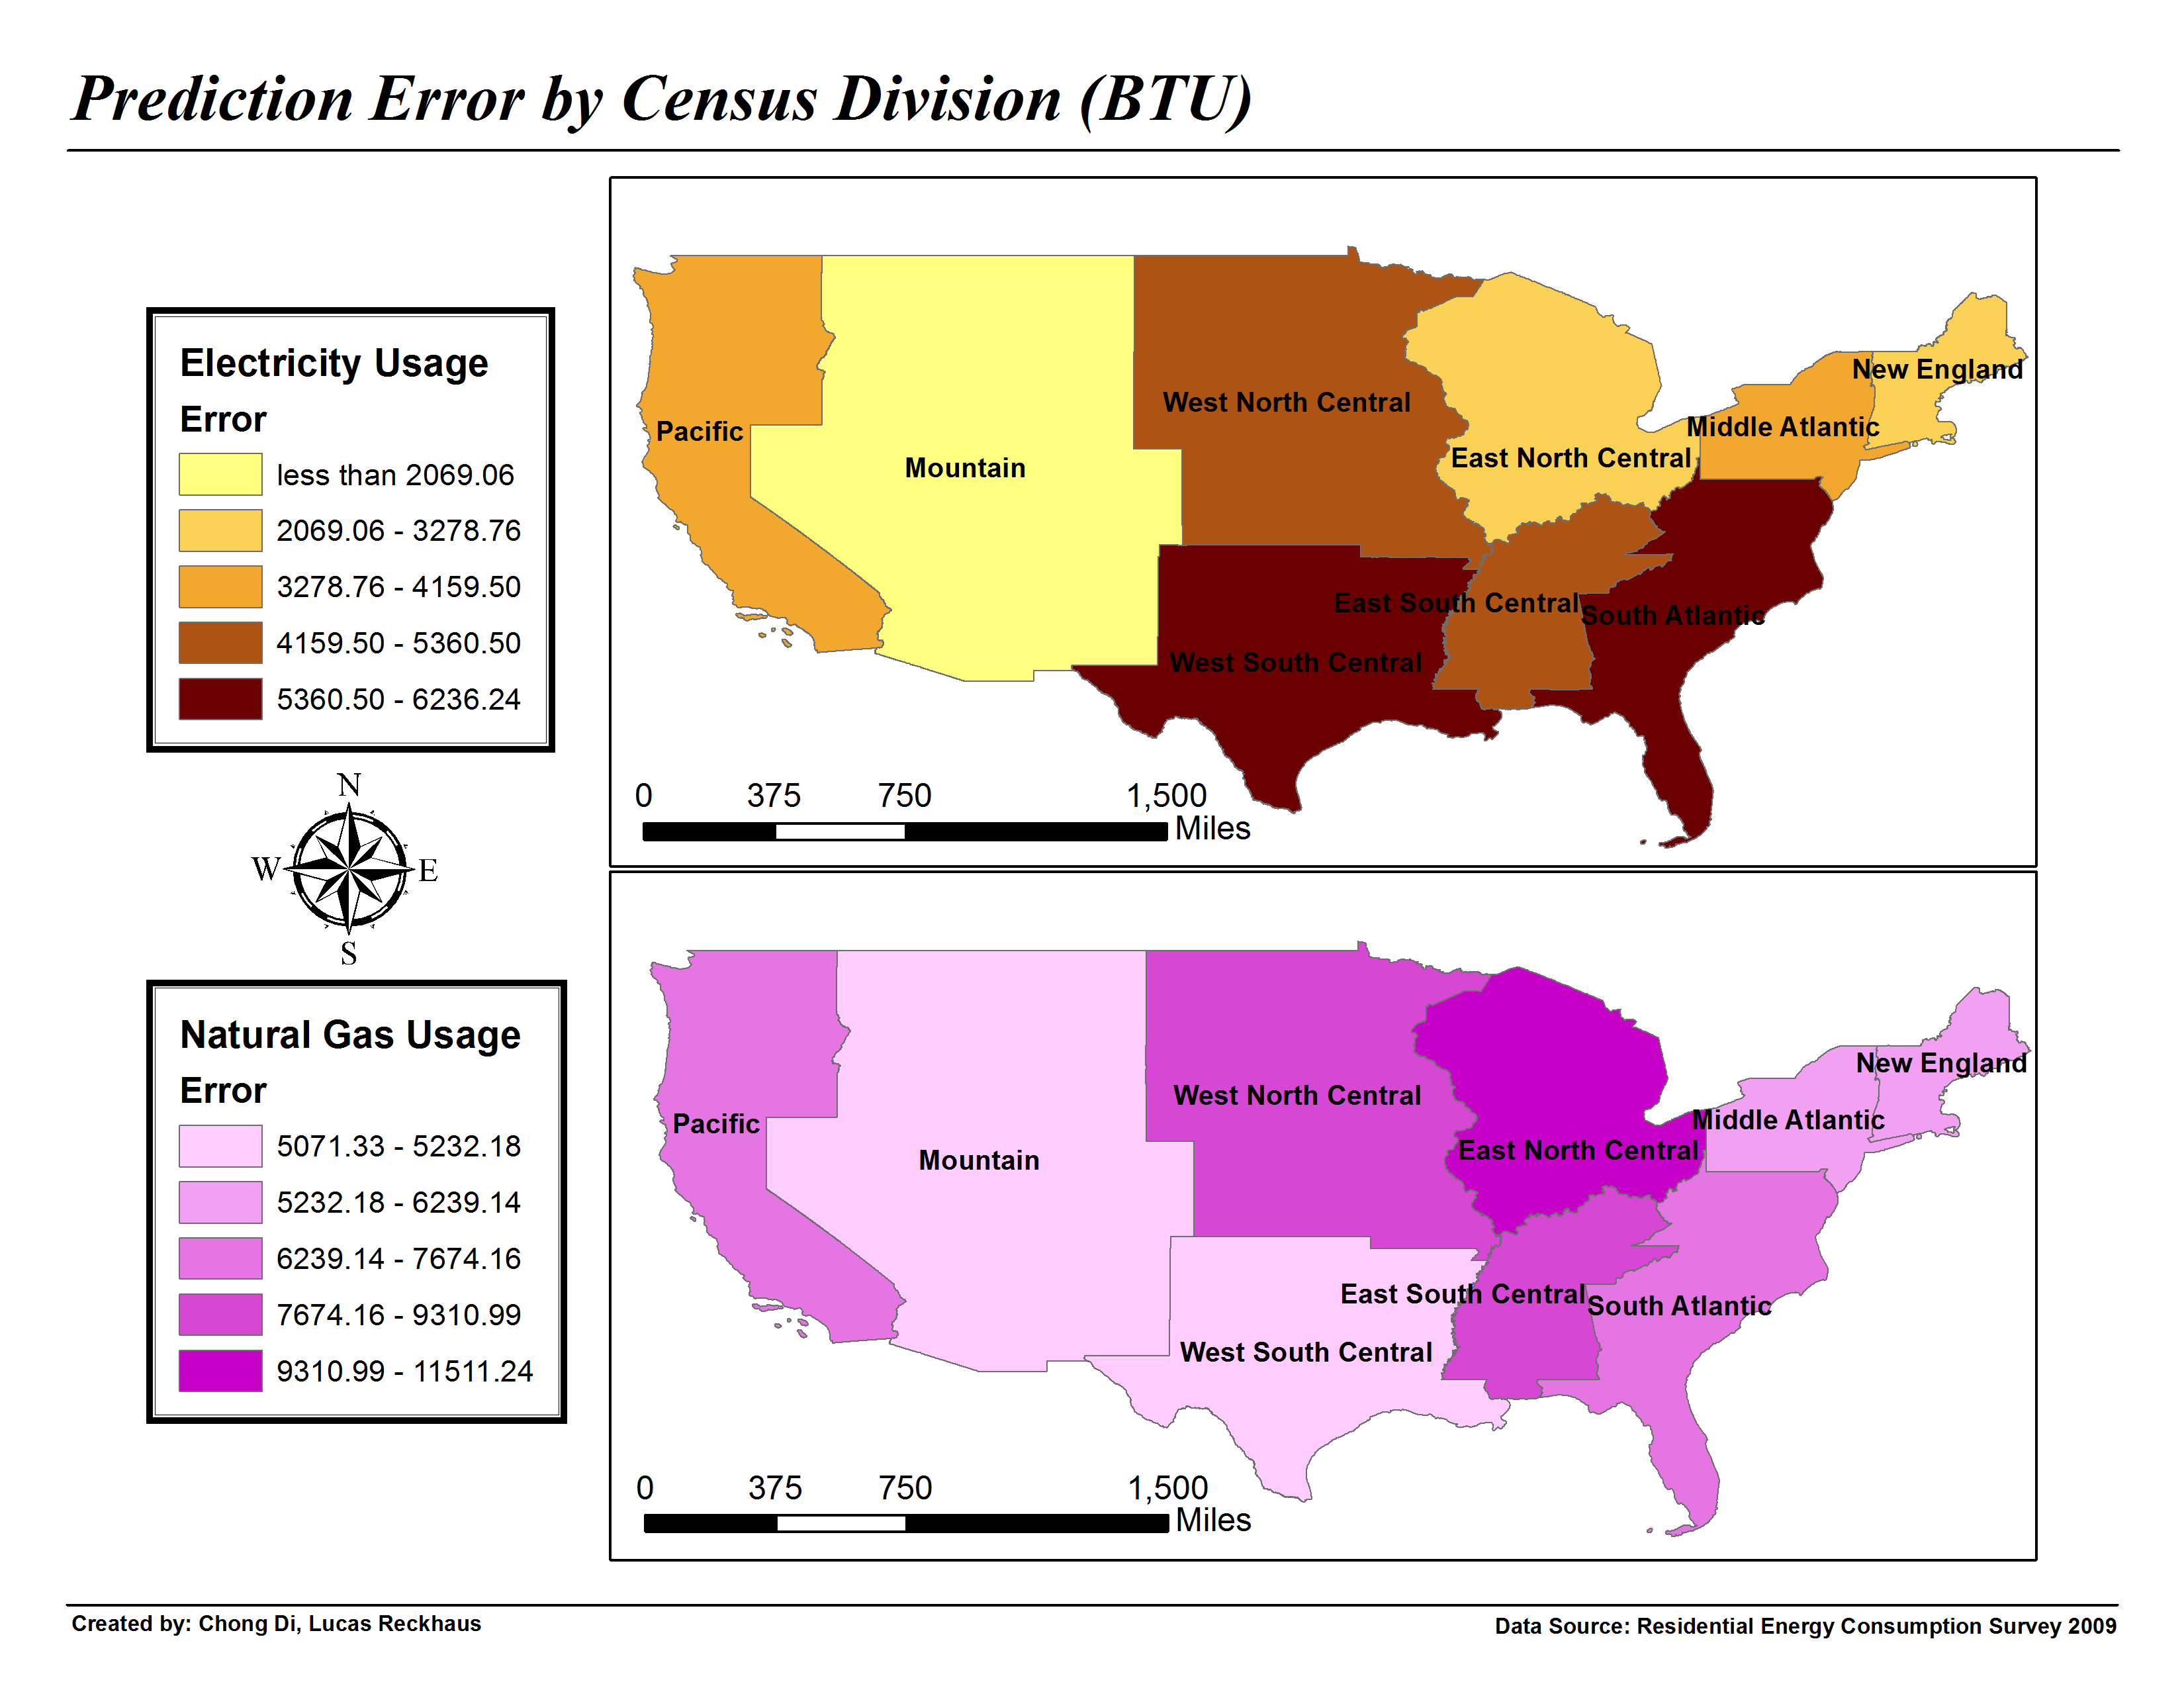 Prediction Error by Census Division (BTU)
Electricity Usage
Error
less than 2069.06
2069.06 - 3278.76
3278.76 - 4159.50
4159.50 - 5360.50
5360.50 - 6236.24
N
W E
S
Natural Gas Usage
Error
5071.33 - 5232.18
5232.18 - 6239.14
6239.14 - 7674.16
7674.16 - 9310.99
9310.99 - 11511.24
New England
West North Central
Middle Atlantic
Pacific
East North Central
Mountain
East South Central
South Atlantic
West South Central
0 375 750 1,500
Miles
New England
West North Central
Middle Atlantic
Pacific
East North Central
Mountain
East South Central
South Atlantic
West South Central
0 375 750 1,500
Miles
Created by: Chong Di, Lucas Reckhaus
Data Source: Residential Energy Consumption Survey 2009